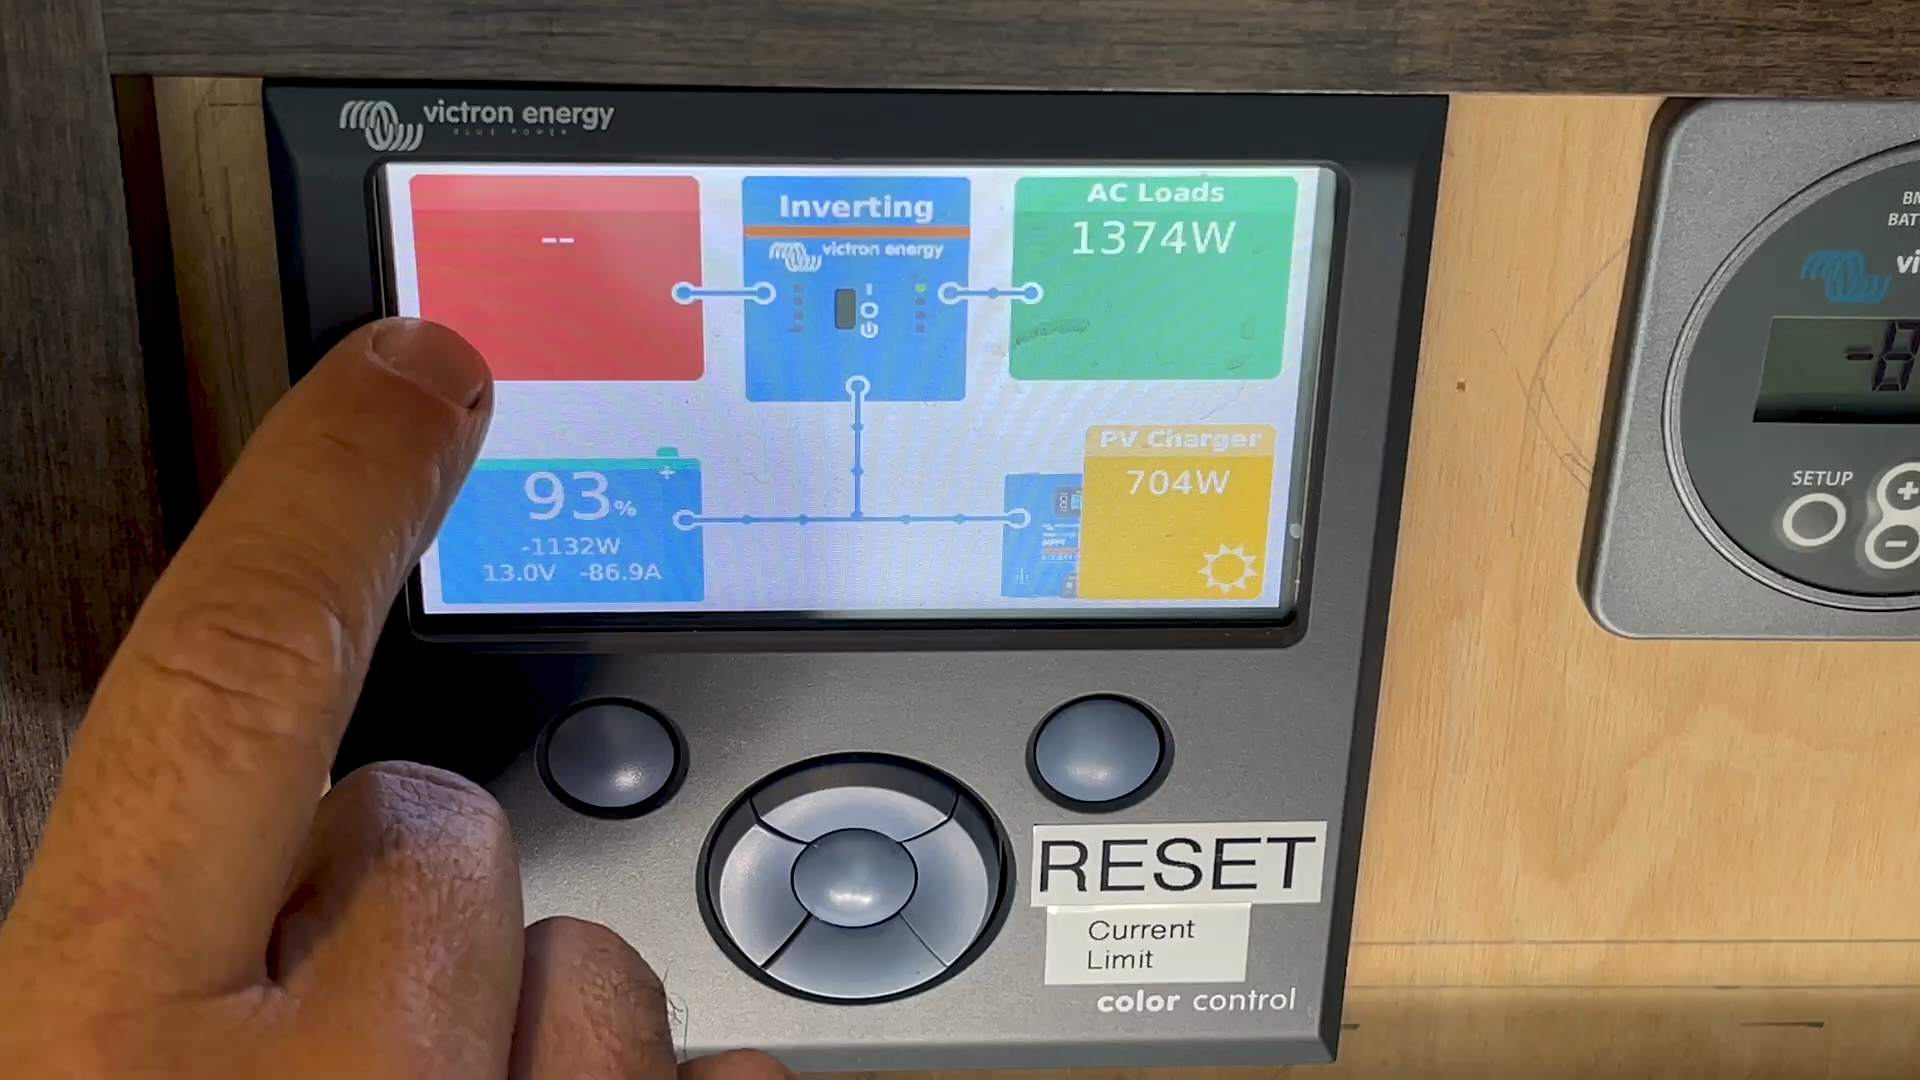 victron energy
BLUE POWER
--
Inverting
victron energy
AC Loads
1374W
93%
-1132W
13.0V -86.9A
PV Charger
704W
SETUP
RESET
Current
Limit
color control